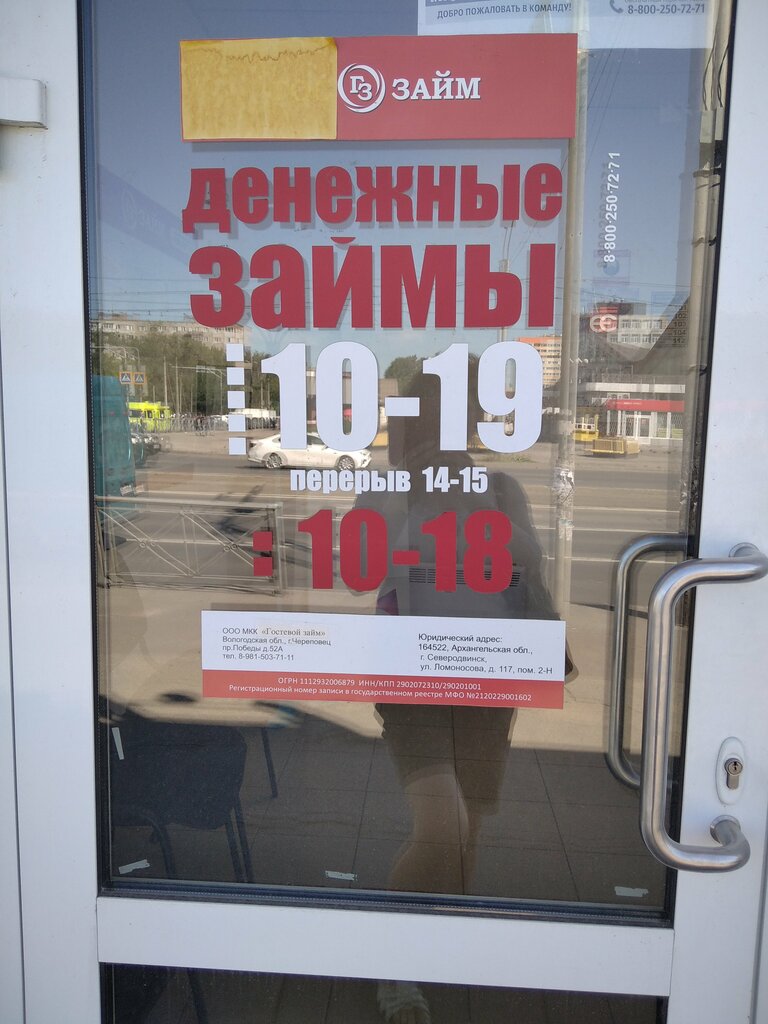 ДОБРО ПОЖАЛОВАТЬ В КОМАНДУ!
8-800-250-72-71
ГЗ ЗАЙМ
денежные
займы
8-800-250-72-71
10-19
перерыв 14-15
: 10-18
ООО МКК «Гостевой займ»
Вологодская обл., г.Череповец
пр.Победы д.52А
тел. 8-981-503-71-11
Юридический адрес:
164522, Архангельская обл.,
г. Северодвинск,
ул. Ломоносова, д. 117, пом. 2-Н
ОГРН 1112932006879 ИНН/КПП 2902072310/290201001
Регистрационный номер записи в государственном реестре МФО №2120229001602